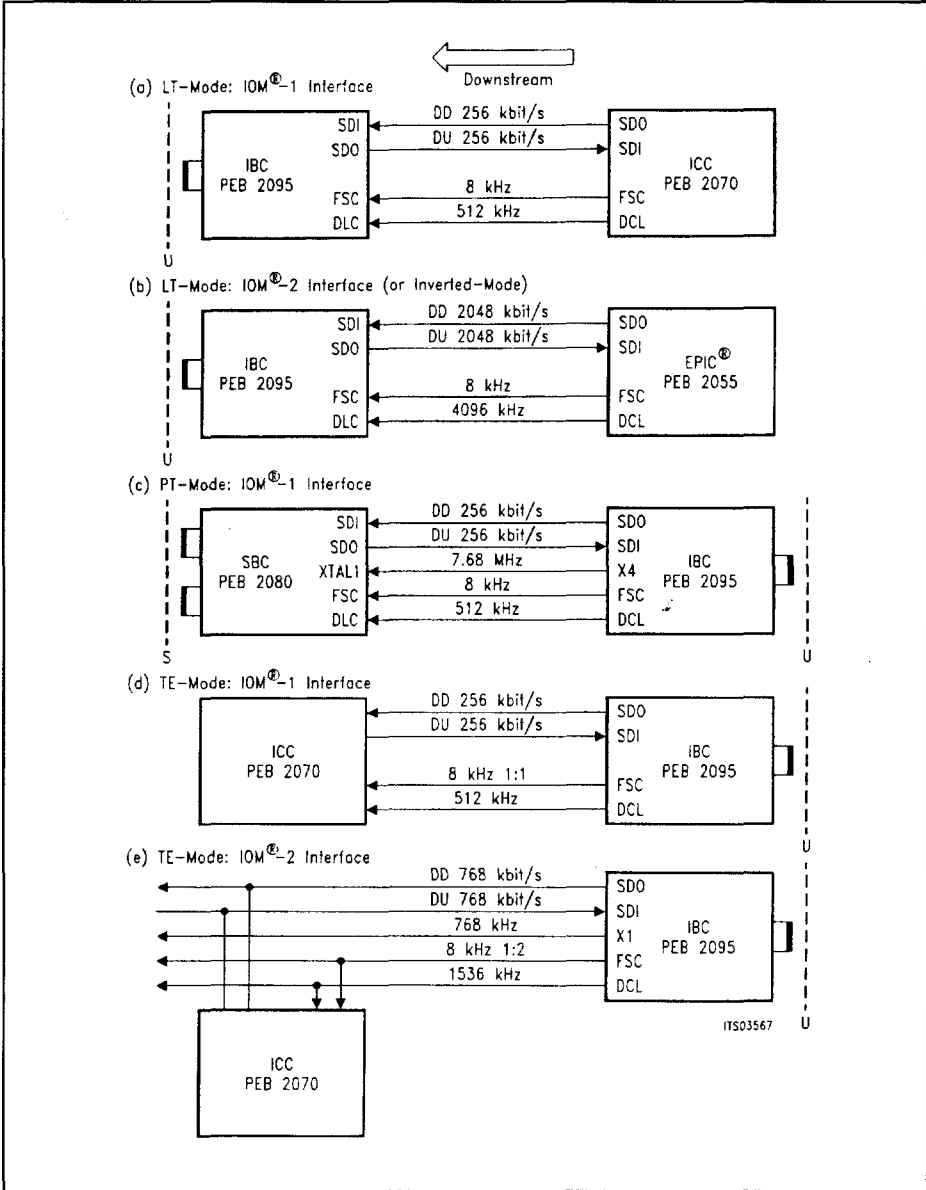 Downstream
(a) LT-Mode: IOM®-1 Interface
DD 256 kbit/s
SDI
SDO
DU 256 kbit/s
SDO
SDI
IBC
PEB 2095
ICC
PEB 2070
8 kHz
FSC
FSC
512 kHz
DLC
DCL
U
(b) LT-Mode: IOM®-2 Interface (or Inverted-Mode)
DD 2048 kbit/s
SDI
SDO
DU 2048 kbit/s
SDO
SDI
IBC
PEB 2095
EPIC®
PEB 2055
8 kHz
FSC
FSC
4096 kHz
DLC
DCL
U
(c) PT-Mode: IOM®-1 Interface
DD 256 kbit/s
SDI
SDO
DU 256 kbit/s
SDO
SDI
SBC
PEB 2080
7.68 MHz
XTAL1
X4
IBC
PEB 2095
8 kHz
FSC
FSC
512 kHz
DLC
DCL
S
U
(d) TE-Mode: IOM®-1 Interface
DD 256 kbit/s
SDO
DU 256 kbit/s
SDI
ICC
PEB 2070
IBC
PEB 2095
8 kHz 1:1
FSC
512 kHz
DCL
U
(e) TE-Mode: IOM®-2 Interface
DD 768 kbit/s
SDO
DU 768 kbit/s
SDI
768 kHz
X1
IBC
PEB 2095
8 kHz 1:2
FSC
1536 kHz
DCL
ITS03567
U
ICC
PEB 2070